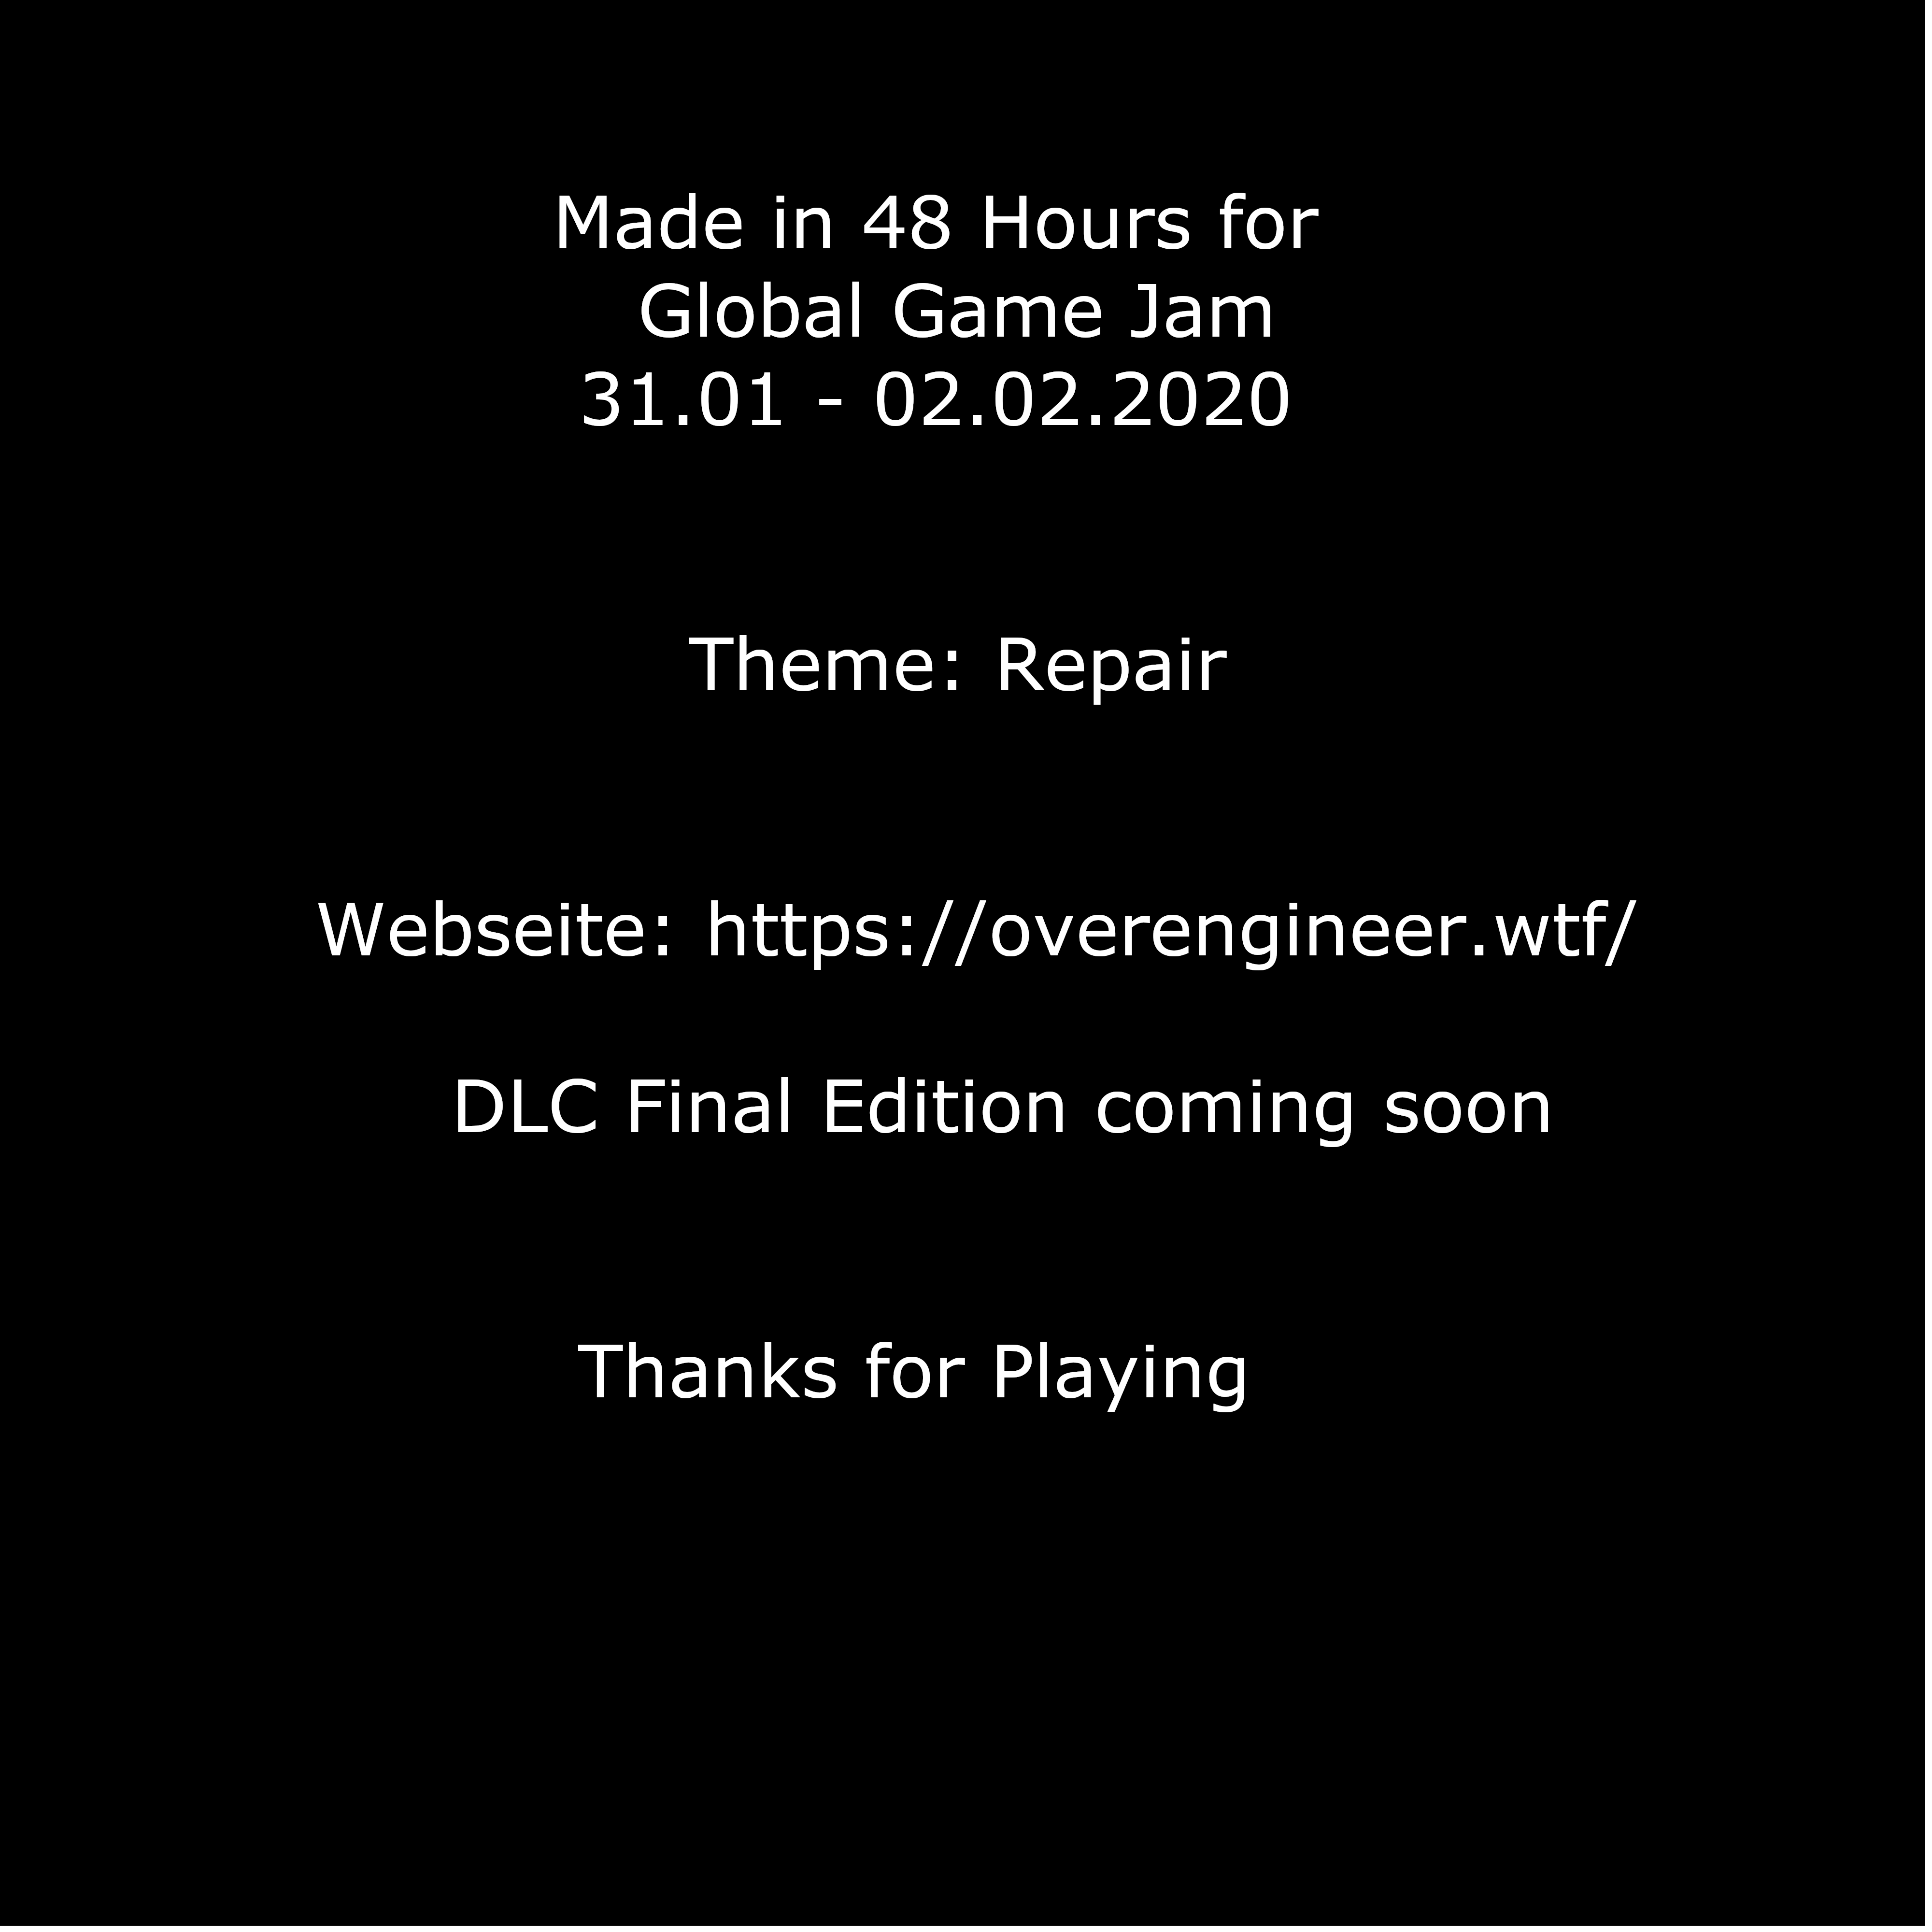 Made in 48 Hours for
Global Game Jam
31.01 - 02.02.2020
Theme: Repair
Webseite: https://overengineer.wtf/
DLC Final Edition coming soon
Thanks for Playing